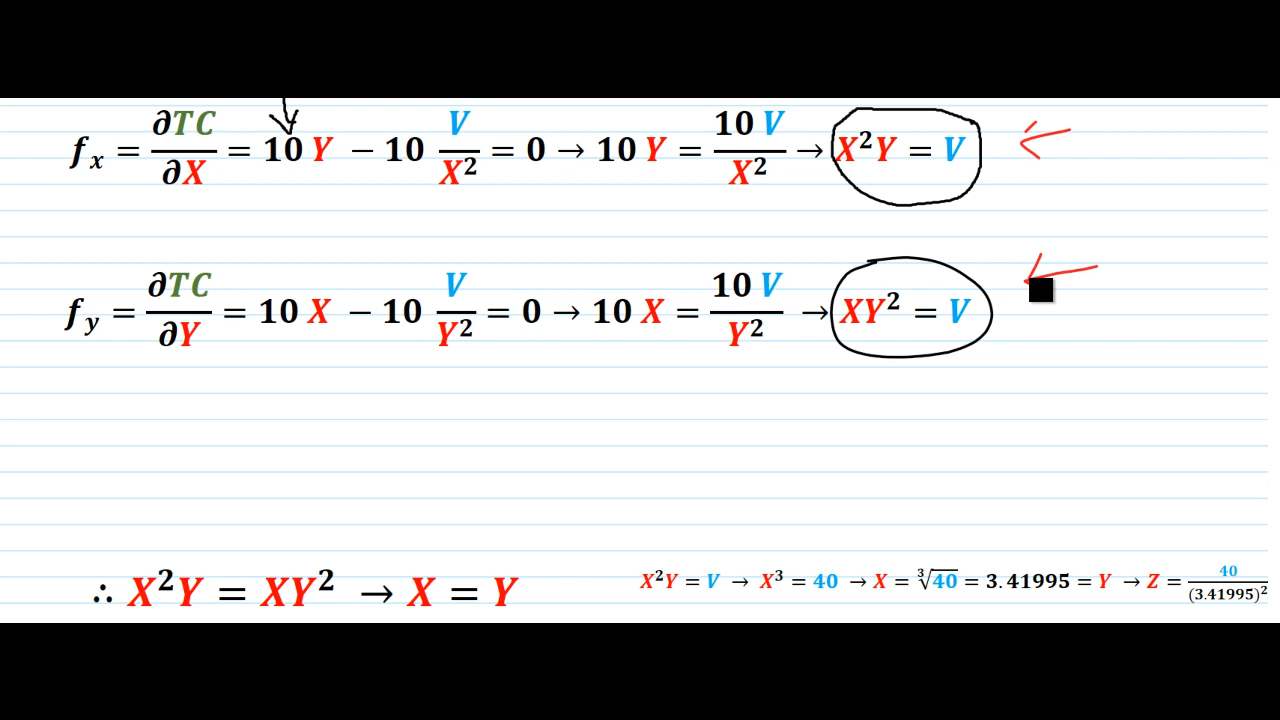 f_x = ∂TC/∂X = 10 Y − 10 V/X² = 0 → 10 Y = 10 V/X² → X²Y = V
f_y = ∂TC/∂Y = 10 X − 10 V/Y² = 0 → 10 X = 10 V/Y² → XY² = V
∴ X²Y = XY² → X = Y
X²Y = V → X³ = 40 → X = ∛40 = 3.41995 = Y → Z = 40/(3.41995)²